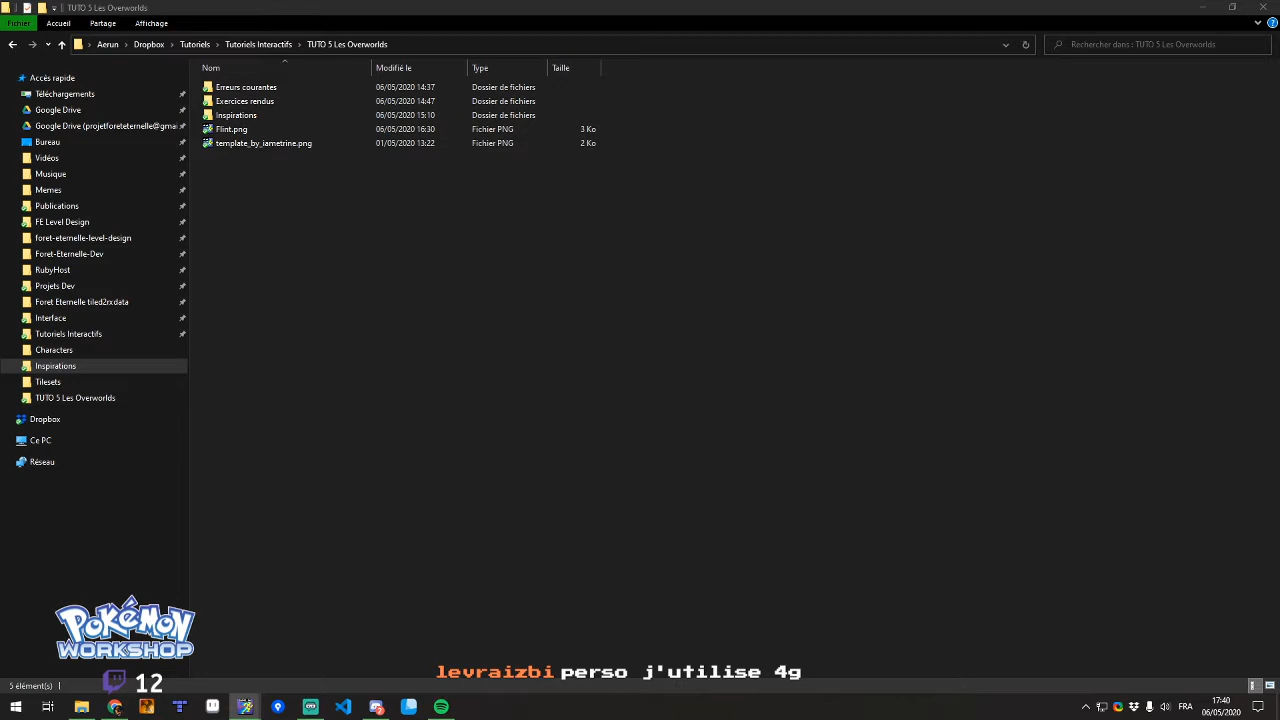 TUTO 5 Les Overworlds
Fichier Accueil Partage Affichage
Aerun Dropbox Tutoriels Tutoriels Interactifs TUTO 5 Les Overworlds
Rechercher dans : TUTO 5 Les Overworlds
Nom Modifié le Type Taille
Erreurs courantes 06/05/2020 14:37 Dossier de fichiers
Exercices rendus 06/05/2020 14:47 Dossier de fichiers
Inspirations 06/05/2020 15:10 Dossier de fichiers
Flint.png 06/05/2020 16:30 Fichier PNG 3 Ko
template_by_iametrine.png 01/05/2020 13:22 Fichier PNG 2 Ko
Accès rapide
Téléchargements
Google Drive
Google Drive (projetforeteternelle@gmai
Bureau
Vidéos
Musique
Memes
Publications
FE Level Design
foret-eternelle-level-design
Foret-Eternelle-Dev
RubyHost
Projets Dev
Foret Eternelle tiled2rxdata
Interface
Tutoriels Interactifs
Characters
Inspirations
Tilesets
TUTO 5 Les Overworlds
Dropbox
Ce PC
Réseau
POKéMON
WORKSHOP
12
levraizbi perso j'utilise 4g
5 élément(s)
FRA
17:40
06/05/2020